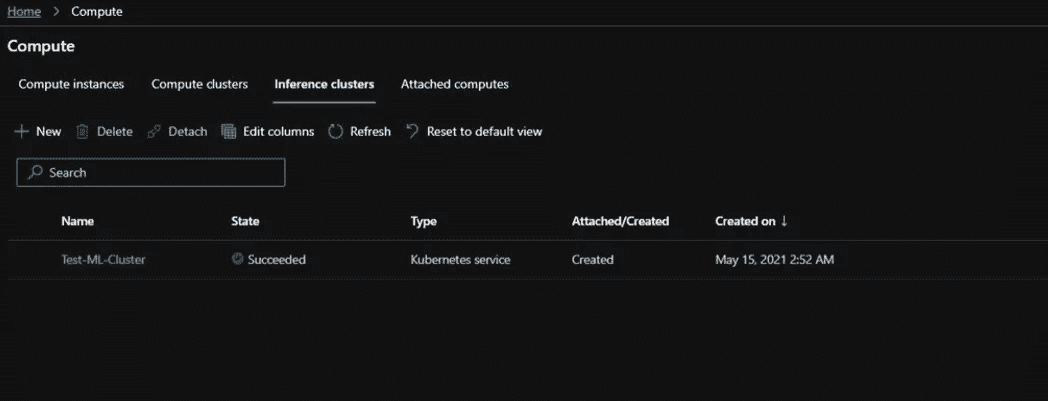 Home > Compute
Compute
Compute instances Compute clusters Inference clusters Attached computes
New Delete Detach Edit columns Refresh Reset to default view
Search
Name State Type Attached/Created Created on ↓
Test-ML-Cluster Succeeded Kubernetes service Created May 15, 2021 2:52 AM